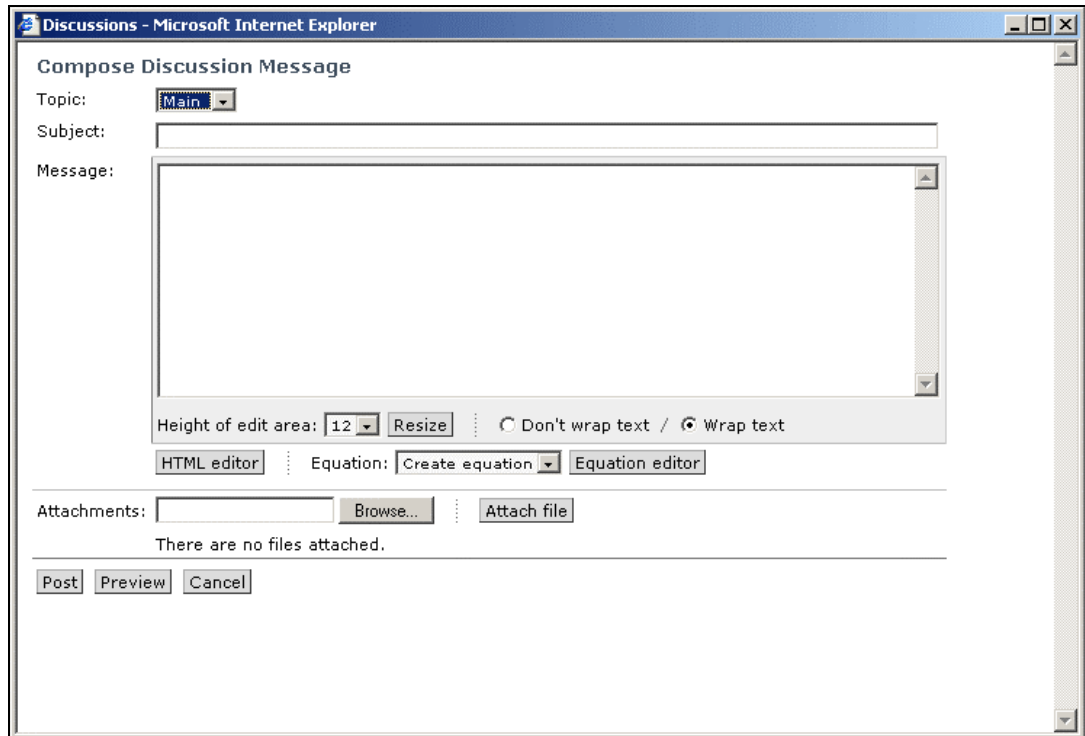 Discussions - Microsoft Internet Explorer
Compose Discussion Message
Topic: Main
Subject:
Message:
Height of edit area: 12 Resize Don't wrap text / Wrap text
HTML editor Equation: Create equation Equation editor
Attachments: Browse... Attach file
There are no files attached.
Post Preview Cancel